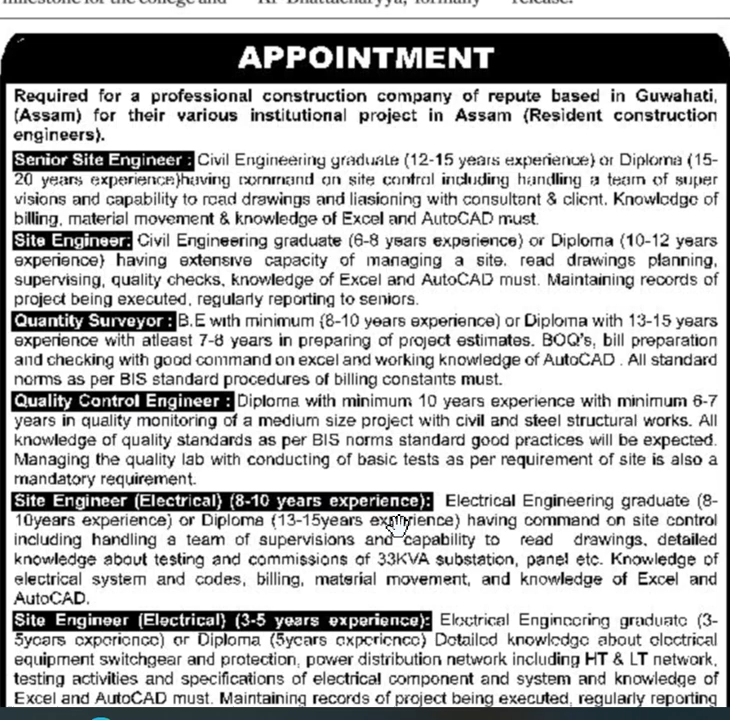 milestone for the college and KP Bhattacharyya, formally release.
APPOINTMENT
Required for a professional construction company of repute based in Guwahati,
(Assam) for their various institutional project in Assam (Resident construction
engineers).
Senior Site Engineer : Civil Engineering graduate (12-15 years experience) or Diploma (15-
20 years experience)having command on site control including handling a team of super
visions and capability to read drawings and liasioning with consultant & client. Knowledge of
billing, material movement & knowledge of Excel and AutoCAD must.
Site Engineer: Civil Engineering graduate (6-8 years experience) or Diploma (10-12 years
experience) having extensive capacity of managing a site. read drawings planning,
supervising, quality checks, knowledge of Excel and AutoCAD must. Maintaining records of
project being executed, regularly reporting to seniors.
Quantity Surveyor : B.E with minimum (8-10 years experience) or Diploma with 13-15 years
experience with atleast 7-8 years in preparing of project estimates. BOQ's, bill preparation
and checking with good command on excel and working knowledge of AutoCAD . All standard
norms as per BIS standard procedures of billing constants must.
Quality Control Engineer : Diploma with minimum 10 years experience with minimum 6-7
years in quality monitoring of a medium size project with civil and steel structural works. All
knowledge of quality standards as per BIS norms standard good practices will be expected.
Managing the quality lab with conducting of basic tests as per requirement of site is also a
mandatory requirement.
Site Engineer (Electrical) (8-10 years experience): Electrical Engineering graduate (8-
10years experience) or Diploma (13-15years experience) having command on site control
including handling a team of supervisions and capability to read drawings, detailed
knowledge about testing and commissions of 33KVA substation, panel etc. Knowledge of
electrical system and codes, billing, material movement, and knowledge of Excel and
AutoCAD.
Site Engineer (Electrical) (3-5 years experience): Electrical Engineering graduate (3-
5years experience) or Diploma (5years experience) Detailed knowledge about electrical
equipment switchgear and protection, power distribution network including HT & LT network,
testing activities and specifications of electrical component and system and knowledge of
Excel and AutoCAD must. Maintaining records of project being executed, regularly reporting